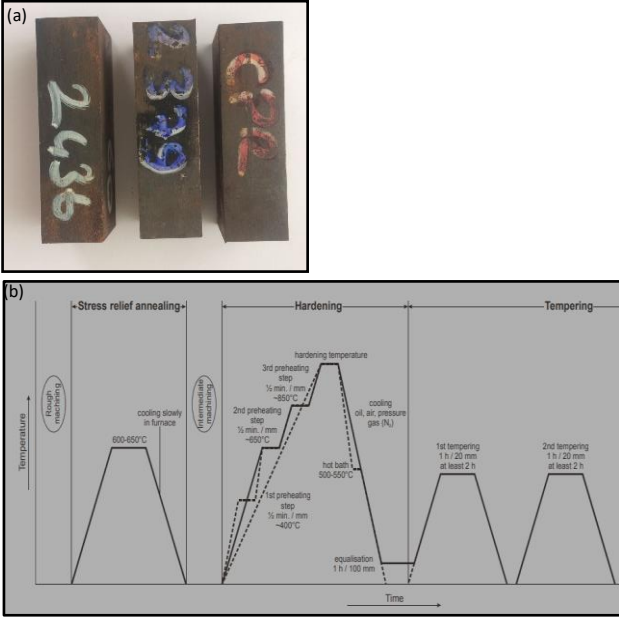 (a)
2436
2.379
(b)
Stress relief annealing
Hardening
Tempering
Temperature
Rough
machining
600-650°C
cooling slowly
in furnace
Intermediate
machining
hardening temperature
3rd preheating
step
½ min. / mm
~850°C
2nd preheating
step
½ min. / mm
~650°C
1st preheating
step
½ min. / mm
~400°C
cooling
oil, air, pressure
gas (N₂)
hot bath
500-550°C
equalisation
1 h / 100 mm
1st tempering
1 h / 20 mm
at least 2 h
2nd tempering
1 h / 20 mm
at least 2 h
Time